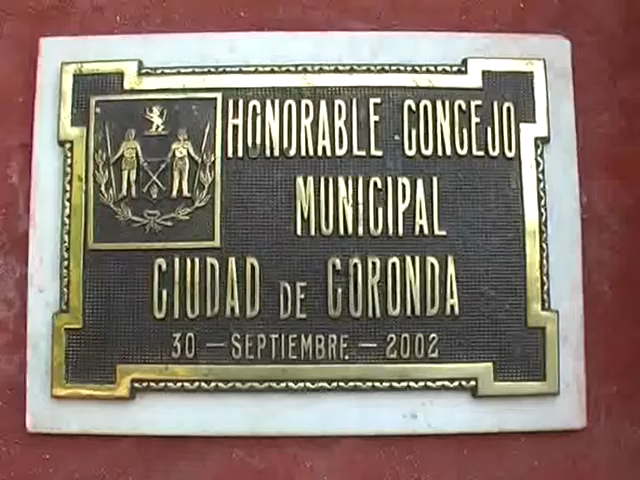 HONORABLE CONCEJO
MUNICIPAL
CIUDAD DE CORONDA
30 — SEPTIEMBRE — 2002